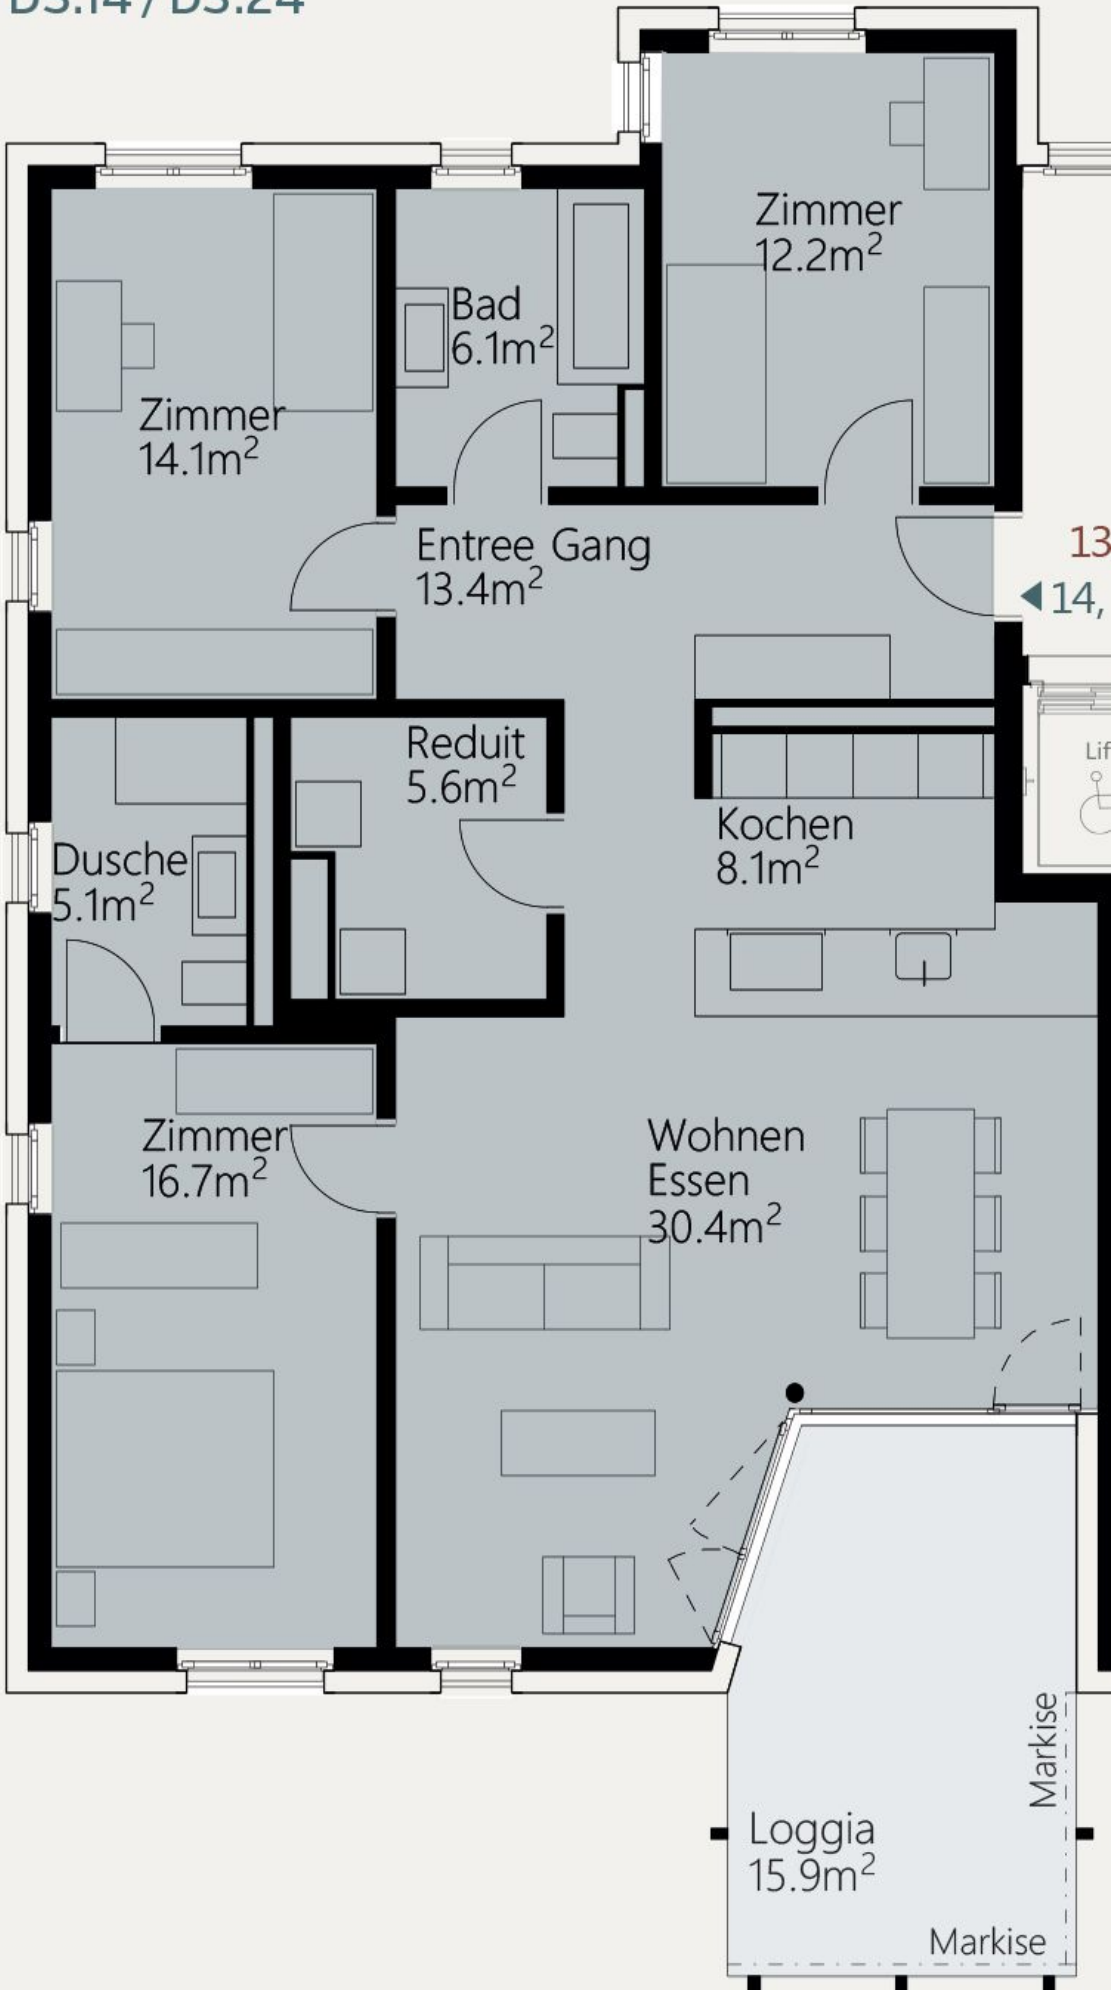 Zimmer
12.2m²
Bad
6.1m²
Zimmer
14.1m²
Entree Gang
13.4m²
13
◀14,
Reduit
5.6m²
Lif
Kochen
8.1m²
Dusche
5.1m²
Zimmer
16.7m²
Wohnen
Essen
30.4m²
Markise
Loggia
15.9m²
Markise